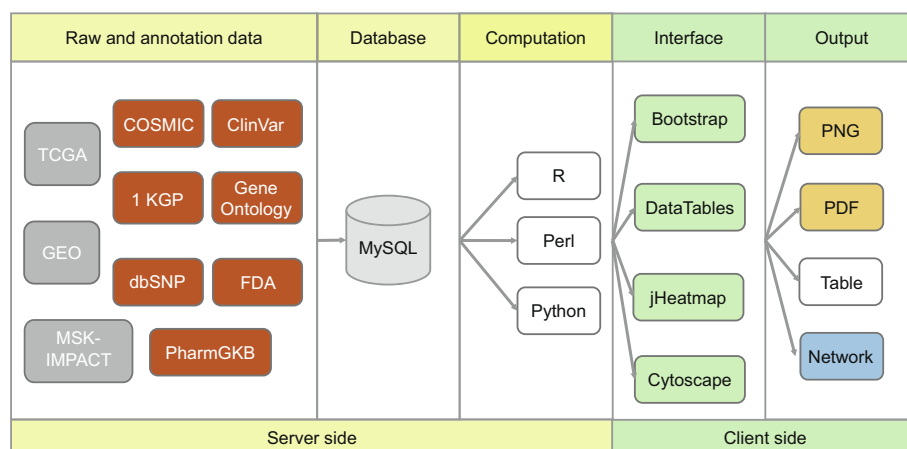 Raw and annotation data
Database
Computation
Interface
Output
TCGA
COSMIC
ClinVar
1 KGP
Gene
Ontology
GEO
dbSNP
FDA
MSK-
IMPACT
PharmGKB
MySQL
R
Perl
Python
Bootstrap
DataTables
jHeatmap
Cytoscape
PNG
PDF
Table
Network
Server side
Client side